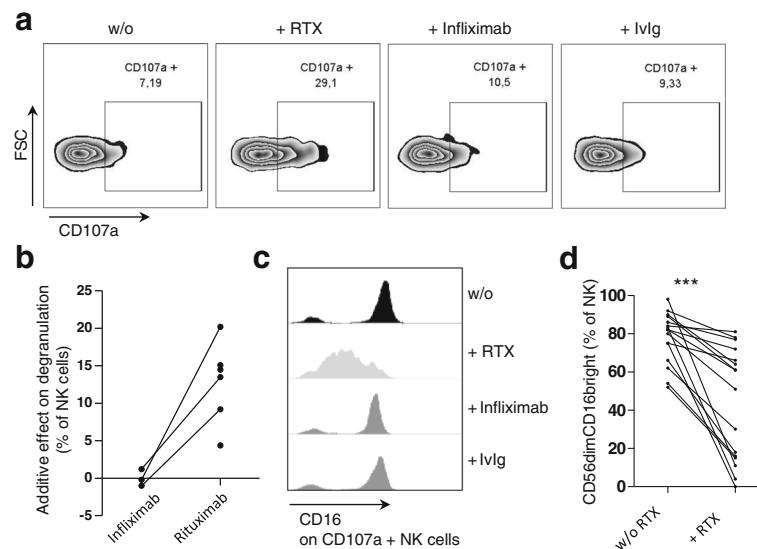 a
w/o
+ RTX
+ Infliximab
+ IvIg
CD107a +
7,19
CD107a +
29,1
CD107a +
10,5
CD107a +
9,33
FSC
CD107a
b
Additive effect on degranulation
(% of NK cells)
25
20
15
10
5
0
-5
Infliximab
Rituximab
c
w/o
+ RTX
+ Infliximab
+ IvIg
CD16
on CD107a + NK cells
d
***
CD56dimCD16bright (% of NK)
100
80
60
40
20
0
w/o RTX
+ RTX